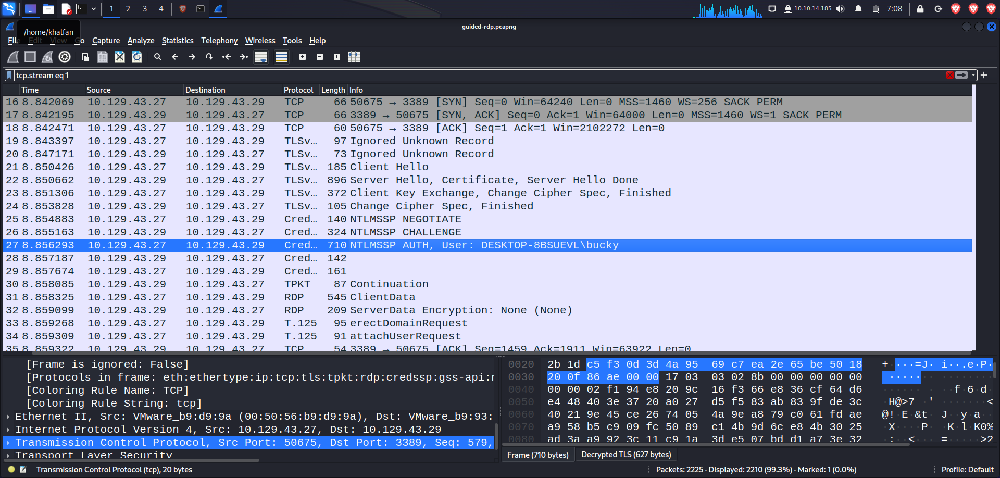 1 2 3 4 10.10.14.185 7:08
guided-rdp.pcapng
/home/khalfan
File Edit View Go Capture Analyze Statistics Telephony Wireless Tools Help
tcp.stream eq 1
Time Source Destination Protocol Length Info
16 8.842069 10.129.43.27 10.129.43.29 TCP 66 50675 → 3389 [SYN] Seq=0 Win=64240 Len=0 MSS=1460 WS=256 SACK_PERM
17 8.842195 10.129.43.29 10.129.43.27 TCP 66 3389 → 50675 [SYN, ACK] Seq=0 Ack=1 Win=64000 Len=0 MSS=1460 WS=1 SACK_PERM
18 8.842471 10.129.43.27 10.129.43.29 TCP 60 50675 → 3389 [ACK] Seq=1 Ack=1 Win=2102272 Len=0
19 8.843397 10.129.43.27 10.129.43.29 TLSv… 97 Ignored Unknown Record
20 8.847171 10.129.43.29 10.129.43.27 TLSv… 73 Ignored Unknown Record
21 8.850426 10.129.43.27 10.129.43.29 TLSv… 185 Client Hello
22 8.850662 10.129.43.29 10.129.43.27 TLSv… 896 Server Hello, Certificate, Server Hello Done
23 8.851306 10.129.43.27 10.129.43.29 TLSv… 372 Client Key Exchange, Change Cipher Spec, Finished
24 8.853828 10.129.43.29 10.129.43.27 TLSv… 105 Change Cipher Spec, Finished
25 8.854883 10.129.43.27 10.129.43.29 Cred… 140 NTLMSSP_NEGOTIATE
26 8.855163 10.129.43.29 10.129.43.27 Cred… 324 NTLMSSP_CHALLENGE
27 8.856293 10.129.43.27 10.129.43.29 Cred… 710 NTLMSSP_AUTH, User: DESKTOP-8BSUEVL\bucky
28 8.857187 10.129.43.29 10.129.43.27 Cred… 142
29 8.857674 10.129.43.27 10.129.43.29 Cred… 161
30 8.858085 10.129.43.29 10.129.43.27 TPKT 87 Continuation
31 8.858325 10.129.43.27 10.129.43.29 RDP 545 ClientData
32 8.859099 10.129.43.29 10.129.43.27 RDP 209 ServerData Encryption: None (None)
33 8.859268 10.129.43.27 10.129.43.29 T.125 95 erectDomainRequest
34 8.859309 10.129.43.27 10.129.43.29 T.125 91 attachUserRequest
35 8.859322 10.129.43.29 10.129.43.27 TCP 54 3389 → 50675 [ACK] Seq=1459 Ack=1911 Win=63922 Len=0
[Frame is ignored: False]
[Protocols in frame: eth:ethertype:ip:tcp:tls:tpkt:rdp:credssp:gss-api:r
[Coloring Rule Name: TCP]
[Coloring Rule String: tcp]
Ethernet II, Src: VMware_b9:d9:9a (00:50:56:b9:d9:9a), Dst: VMware_b9:93:
Internet Protocol Version 4, Src: 10.129.43.27, Dst: 10.129.43.29
Transmission Control Protocol, Src Port: 50675, Dst Port: 3389, Seq: 579,
Transport Layer Security
0020 2b 1d c5 f3 0d 3d 4a 95 69 c7 ea 2e 65 be 50 18 + ···=J· i··.e·P·
0030 20 0f 86 ae 00 00 17 03 03 02 8b 00 00 00 00 00 ·····
0040 00 00 02 f1 94 e8 20 9c 16 f3 66 e8 36 cf 64 d6 f 6 d
0050 e4 48 40 3e 37 20 a0 27 d5 f5 83 ab 83 9f de 3c H@>7 ' <
0060 40 21 9e 45 ce 26 74 05 4a 9e a8 79 c0 61 fd ae @! E &t J y a
0070 a9 58 b5 c9 09 fc 50 89 c1 4b 9d 6c e8 4b 30 25 X P K l K0%
0080 ad 3a a9 92 3c 11 c9 1a 3d e5 07 bd d1 a7 3e 32 : < = >2
Frame (710 bytes) Decrypted TLS (627 bytes)
Transmission Control Protocol (tcp), 20 bytes
Packets: 2225 · Displayed: 2210 (99.3%) · Marked: 1 (0.0%)
Profile: Default